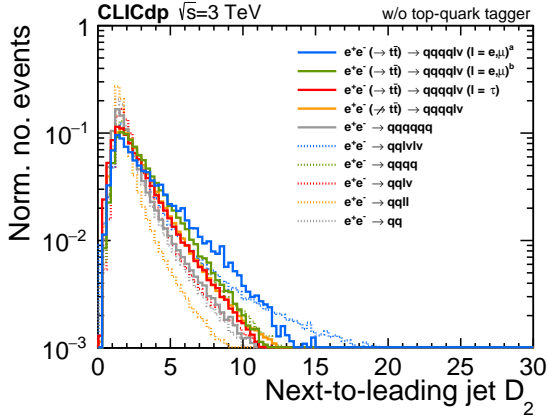 CLICdp √s=3 TeV w/o top-quark tagger
e⁺e⁻ (→ tt̄) → qqqqlν (l = e,μ)ᵃ
e⁺e⁻ (→ tt̄) → qqqqlν (l = e,μ)ᵇ
e⁺e⁻ (→ tt̄) → qqqqlν (l = τ)
e⁺e⁻ (↛ tt̄) → qqqqlν
e⁺e⁻ → qqqqqq
e⁺e⁻ → qqlνlν
e⁺e⁻ → qqqq
e⁺e⁻ → qqlν
e⁺e⁻ → qqll
e⁺e⁻ → qq
Norm. no. events
1
10⁻¹
10⁻²
10⁻³
0 5 10 15 20 25 30
Next-to-leading jet D₂